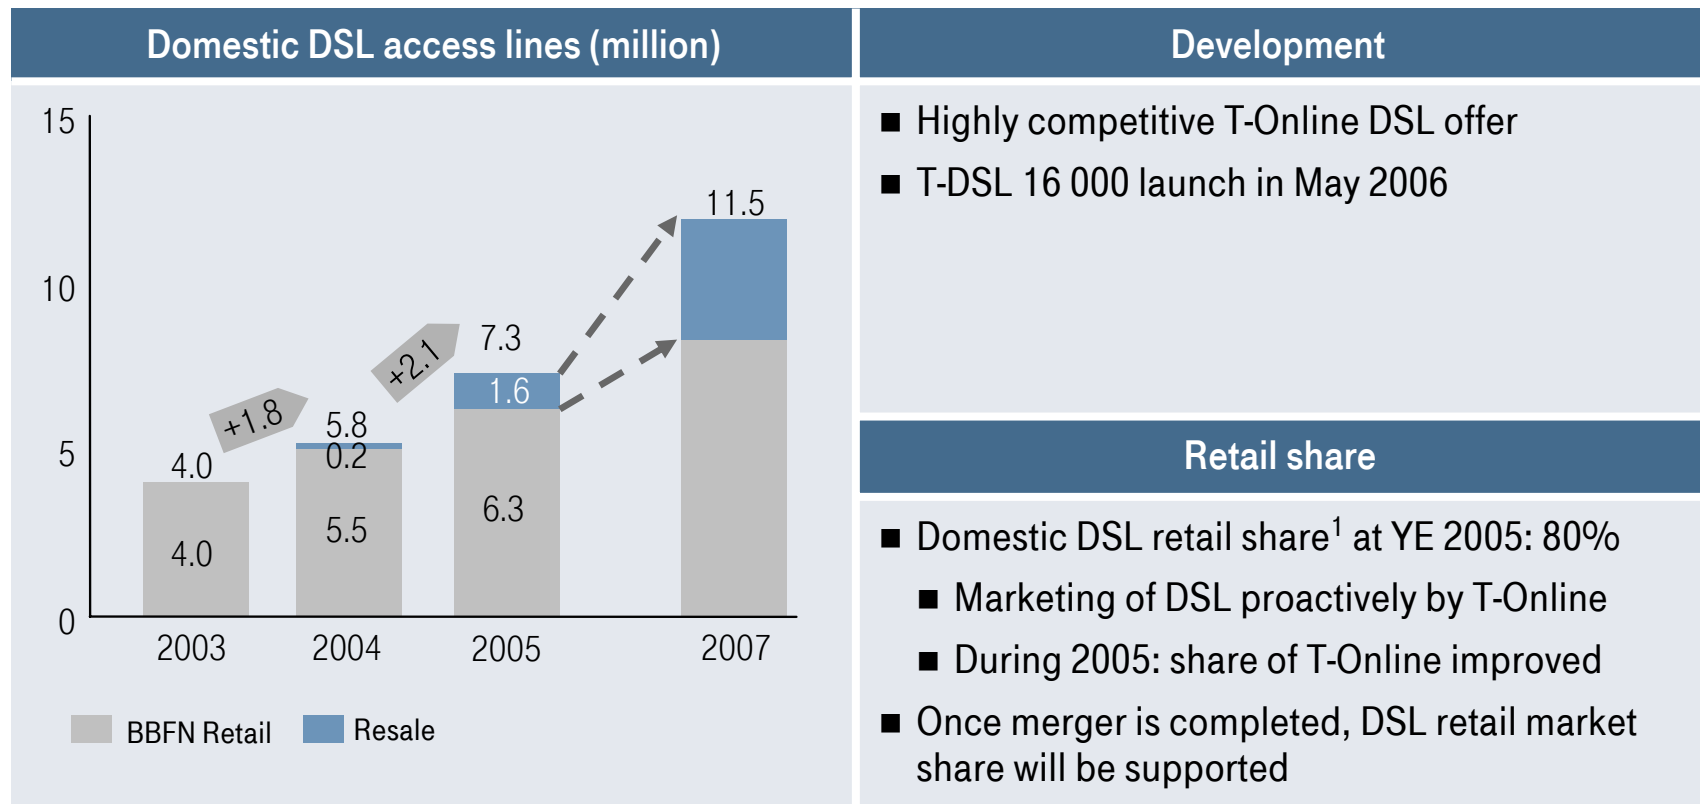 Domestic DSL access lines (million)
15
10
5
0
4.0
4.0
+1.8
5.8
0.2
5.5
+2.1
7.3
1.6
6.3
11.5
2003
2004
2005
2007
BBFN Retail
Resale
Development
■ Highly competitive T-Online DSL offer
■ T-DSL 16 000 launch in May 2006
Retail share
■ Domestic DSL retail share¹ at YE 2005: 80%
■ Marketing of DSL proactively by T-Online
■ During 2005: share of T-Online improved
■ Once merger is completed, DSL retail market
share will be supported